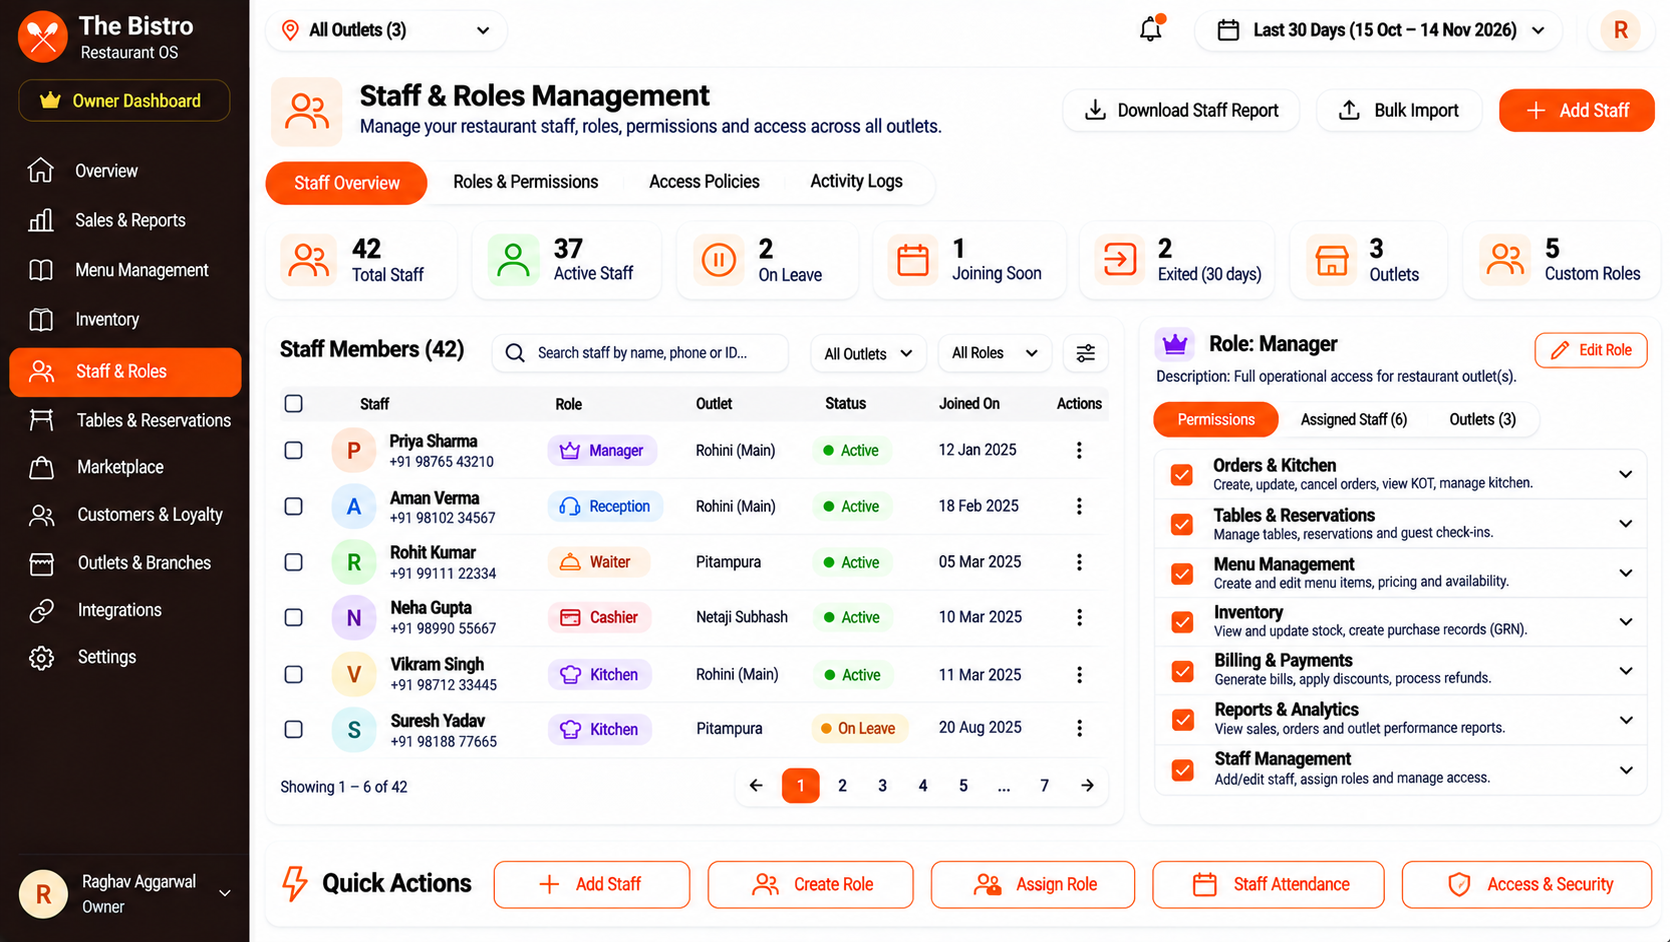 The Bistro
Restaurant OS
Owner Dashboard
Overview
Sales & Reports
Menu Management
Inventory
Staff & Roles
Tables & Reservations
Marketplace
Customers & Loyalty
Outlets & Branches
Integrations
Settings
R
Raghav Aggarwal
Owner
All Outlets (3)
Last 30 Days (15 Oct – 14 Nov 2026)
R
Staff & Roles Management
Manage your restaurant staff, roles, permissions and access across all outlets.
Download Staff Report
Bulk Import
Add Staff
Staff Overview
Roles & Permissions
Access Policies
Activity Logs
42
Total Staff
37
Active Staff
2
On Leave
1
Joining Soon
2
Exited (30 days)
3
Outlets
5
Custom Roles
Staff Members (42)
Search staff by name, phone or ID...
All Outlets
All Roles
Staff Role Outlet Status Joined On Actions
P Priya Sharma
+91 98765 43210
Manager Rohini (Main) Active 12 Jan 2025
A Aman Verma
+91 98102 34567
Reception Rohini (Main) Active 18 Feb 2025
R Rohit Kumar
+91 99111 22334
Waiter Pitampura Active 05 Mar 2025
N Neha Gupta
+91 98990 55667
Cashier Netaji Subhash Active 10 Mar 2025
V Vikram Singh
+91 98712 33445
Kitchen Rohini (Main) Active 11 Mar 2025
S Suresh Yadav
+91 98188 77665
Kitchen Pitampura On Leave 20 Aug 2025
Showing 1 – 6 of 42
1 2 3 4 5 ... 7
Role: Manager
Edit Role
Description: Full operational access for restaurant outlet(s).
Permissions
Assigned Staff (6)
Outlets (3)
Orders & Kitchen
Create, update, cancel orders, view KOT, manage kitchen.
Tables & Reservations
Manage tables, reservations and guest check-ins.
Menu Management
Create and edit menu items, pricing and availability.
Inventory
View and update stock, create purchase records (GRN).
Billing & Payments
Generate bills, apply discounts, process refunds.
Reports & Analytics
View sales, orders and outlet performance reports.
Staff Management
Add/edit staff, assign roles and manage access.
Quick Actions
Add Staff
Create Role
Assign Role
Staff Attendance
Access & Security